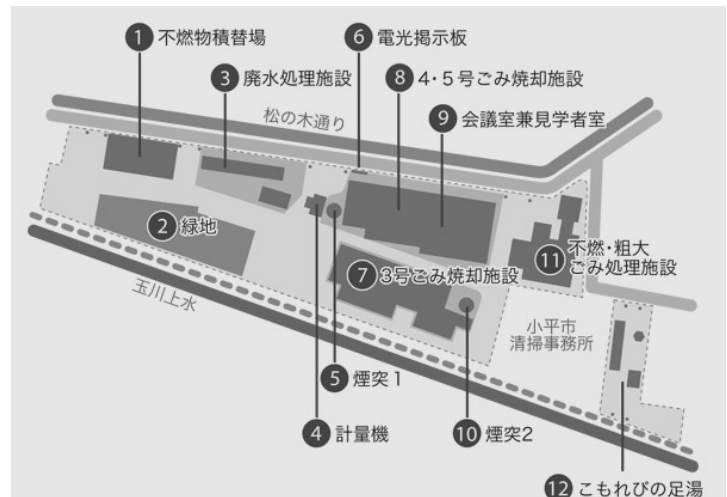 1 不燃物積替場
6 電光掲示板
3 廃水処理施設
8 4・5号ごみ焼却施設
松の木通り
9 会議室兼見学者室
2 緑地
11 不燃・粗大
ごみ処理施設
7 3号ごみ焼却施設
玉川上水
小平市
清掃事務所
5 煙突1
4 計量機
10 煙突2
12 こもれびの足湯